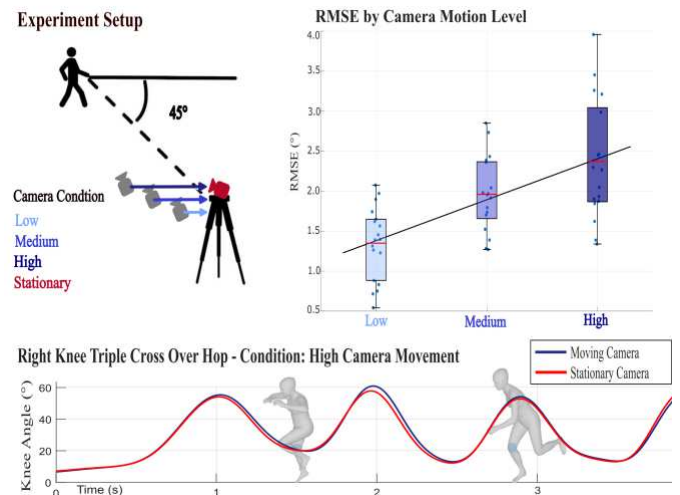 Experiment Setup
45°
Camera Condtion
Low
Medium
High
Stationary
RMSE by Camera Motion Level
RMSE (°)
4.0
3.5
3.0
2.5
2.0
1.5
1.0
0.5
Low
Medium
High
Right Knee Triple Cross Over Hop - Condition: High Camera Movement
Moving Camera
Stationary Camera
Knee Angle (°)
60
40
20
0
0
Time (s)
1
2
3